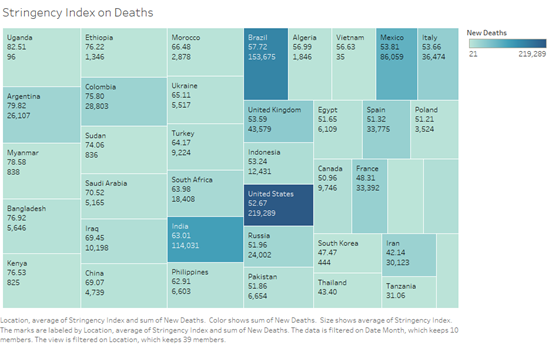 Stringency Index on Deaths
Uganda
82.51
96
Argentina
79.82
26,107
Myanmar
78.58
838
Bangladesh
76.92
5,646
Kenya
76.53
825
Ethiopia
76.22
1,346
Colombia
75.80
28,803
Sudan
74.06
836
Saudi Arabia
70.52
5,165
Iraq
69.45
10,198
China
69.07
4,739
Morocco
66.48
2,878
Ukraine
65.11
5,517
Turkey
64.17
9,224
South Africa
63.98
18,408
India
63.01
114,031
Philippines
62.91
6,603
Brazil
57.72
153,675
Algeria
56.99
1,846
Vietnam
56.63
35
Mexico
53.81
86,059
Italy
53.66
36,474
United Kingdom
53.59
43,579
Indonesia
53.24
12,431
United States
52.67
219,289
Russia
51.96
24,002
Pakistan
51.86
6,654
Egypt
51.65
6,109
Spain
51.32
33,775
Poland
51.21
3,524
Canada
50.96
9,746
France
48.31
33,392
South Korea
47.47
444
Thailand
43.40
Iran
42.14
30,123
Tanzania
31.06
New Deaths
21 219,289
Location, average of Stringency Index and sum of New Deaths. Color shows sum of New Deaths. Size shows average of Stringency Index.
The marks are labeled by Location, average of Stringency Index and sum of New Deaths. The data is filtered on Date Month, which keeps 10
members. The view is filtered on Location, which keeps 39 members.